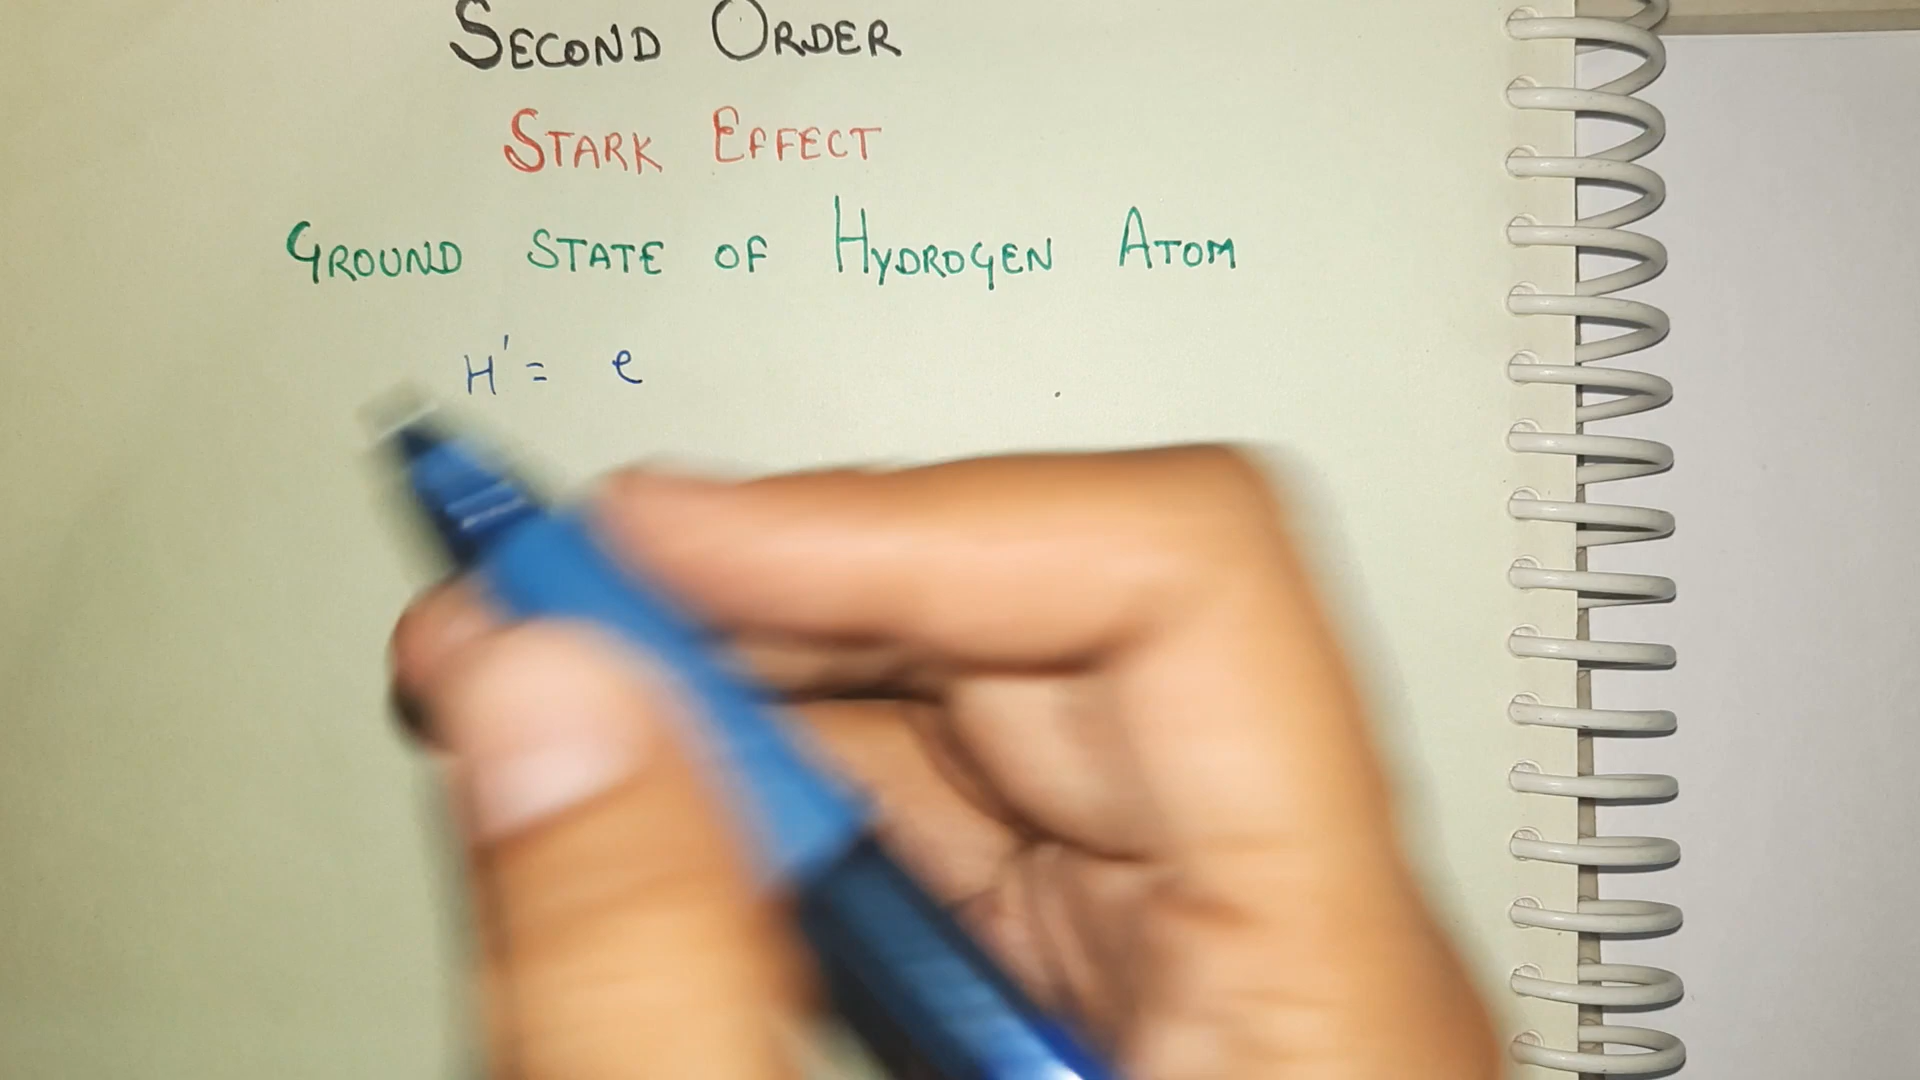 SECOND ORDER
STARK EFFECT
GROUND STATE OF HYDROGEN ATOM
H' = e